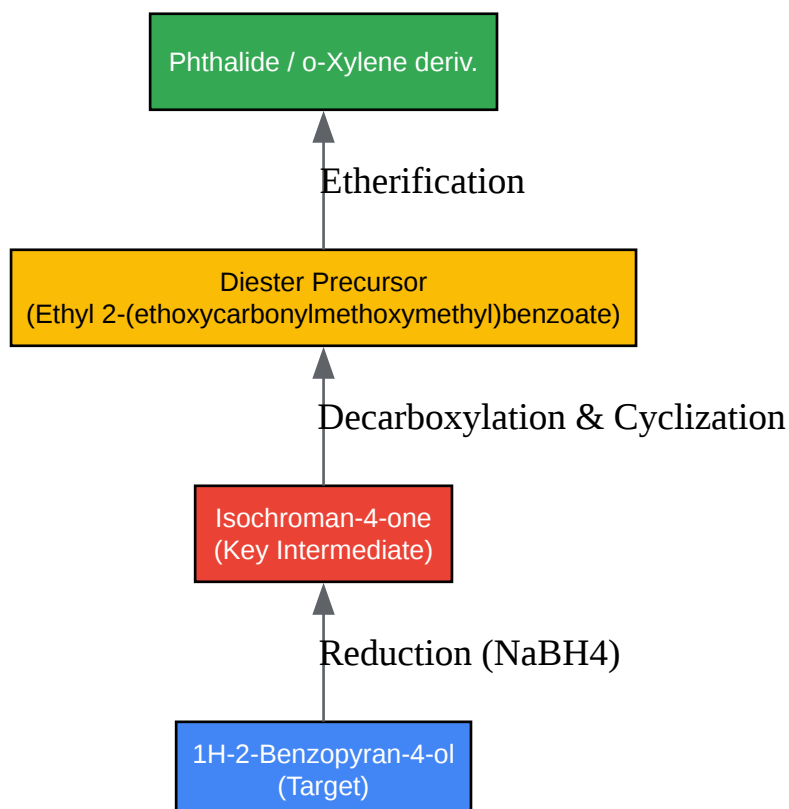 Phthalide / o-Xylene deriv.
Etherification
Diester Precursor
(Ethyl 2-(ethoxycarbonylmethoxymethyl)benzoate)
Decarboxylation & Cyclization
Isochroman-4-one
(Key Intermediate)
Reduction (NaBH4)
1H-2-Benzopyran-4-ol
(Target)